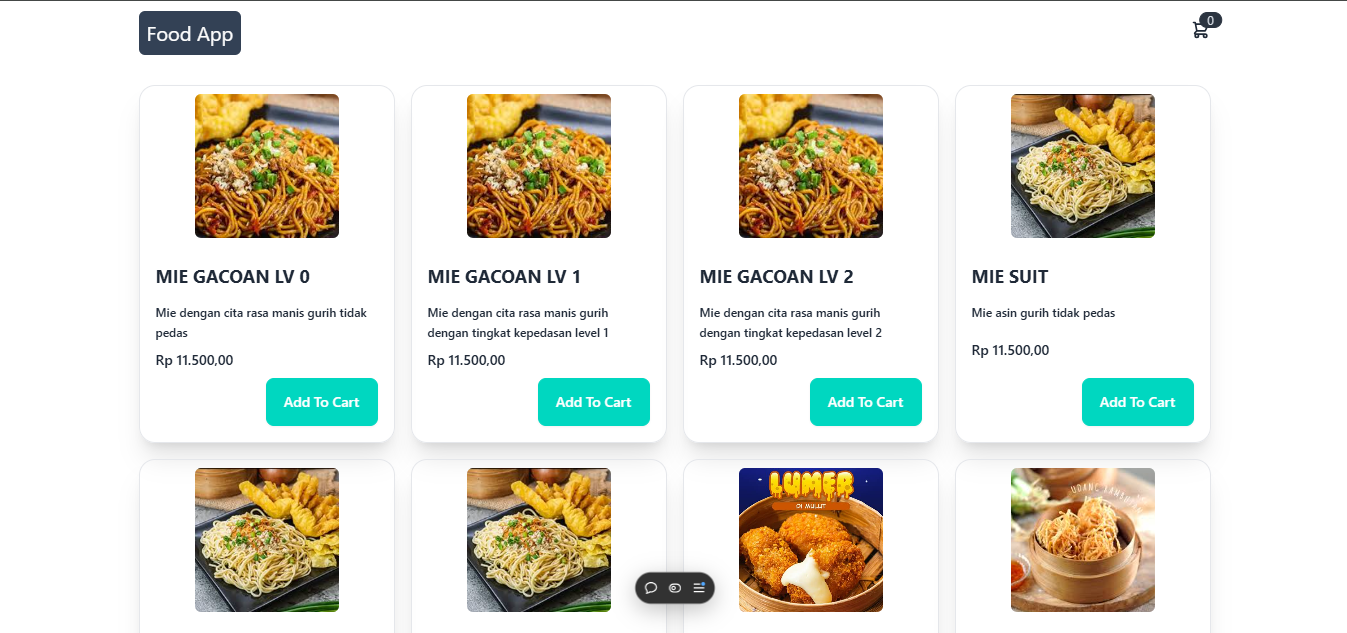 Food App
0
MIE GACOAN LV 0
Mie dengan cita rasa manis gurih tidak
pedas
Rp 11.500,00
Add To Cart
MIE GACOAN LV 1
Mie dengan cita rasa manis gurih
dengan tingkat kepedasan level 1
Rp 11.500,00
Add To Cart
MIE GACOAN LV 2
Mie dengan cita rasa manis gurih
dengan tingkat kepedasan level 2
Rp 11.500,00
Add To Cart
MIE SUIT
Mie asin gurih tidak pedas
Rp 11.500,00
Add To Cart
LUMER
UDANG RAMBUTAN